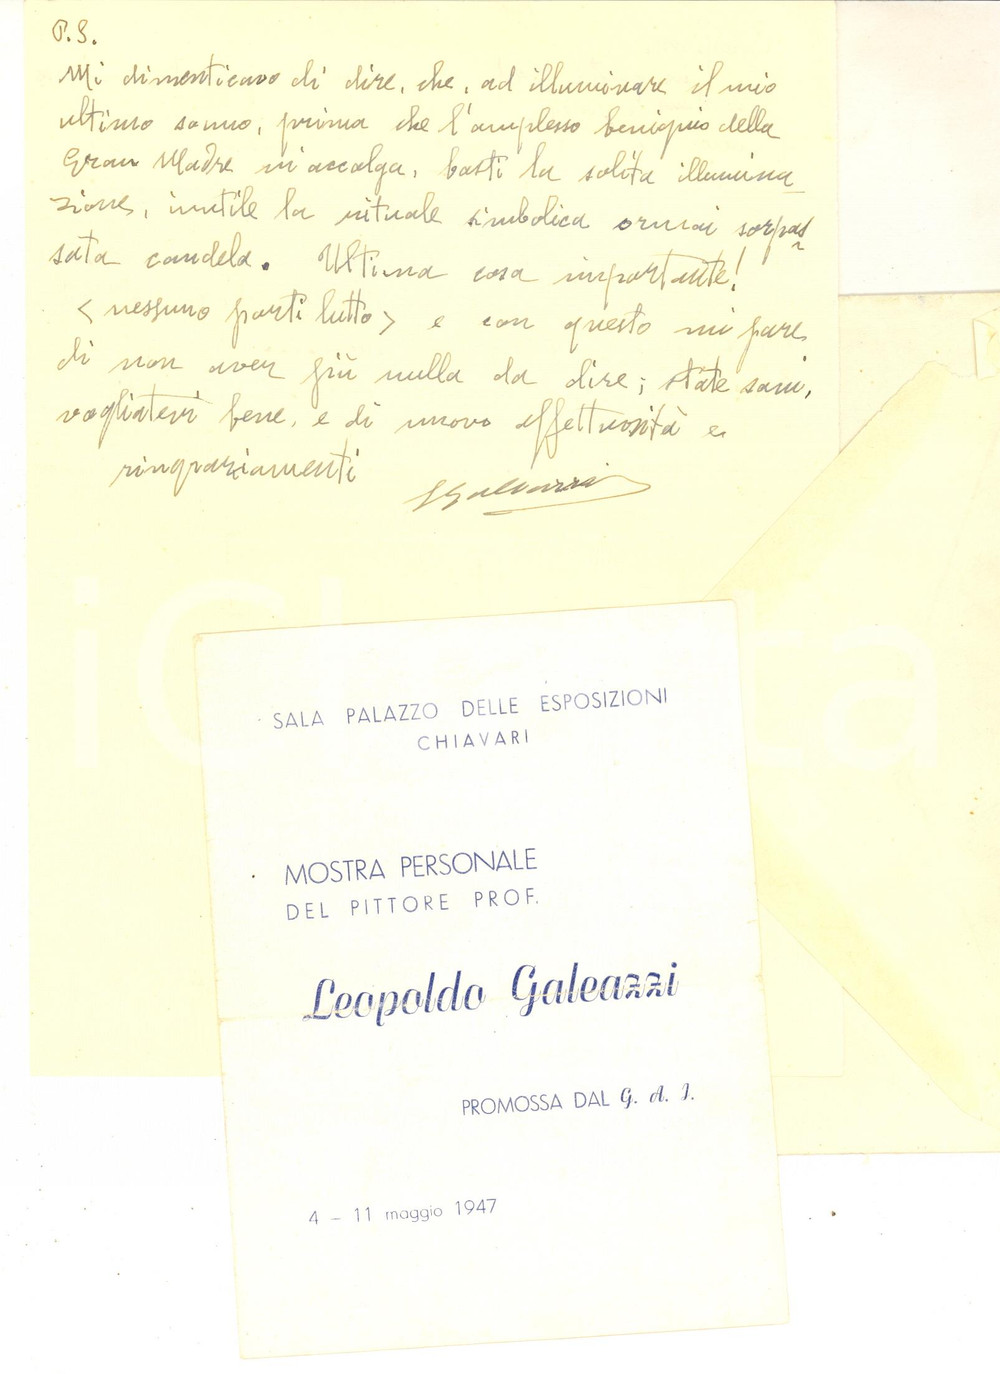 P.S.
Mi dimenticavo di dire, che, ad illuminare il mio
ultimo sonno, prima che l'amplesso benigno della
Gran Madre m'accolga, basti la solita illumina_
zione, inutile la rituale simbolica ormai sorpas
sata candela. Ultima cosa importante!
<nessuno porti lutto> e con questo mi pare
di non aver più nulla da dire; state sani,
vogliatevi bene, e di nuovo affettuosità e
ringraziamenti
LGaleazzi
iCharta
SALA PALAZZO DELLE ESPOSIZIONI
CHIAVARI
MOSTRA PERSONALE
DEL PITTORE PROF.
Leopoldo Galeazzi
PROMOSSA DAL G. A. I.
4 - 11 maggio 1947